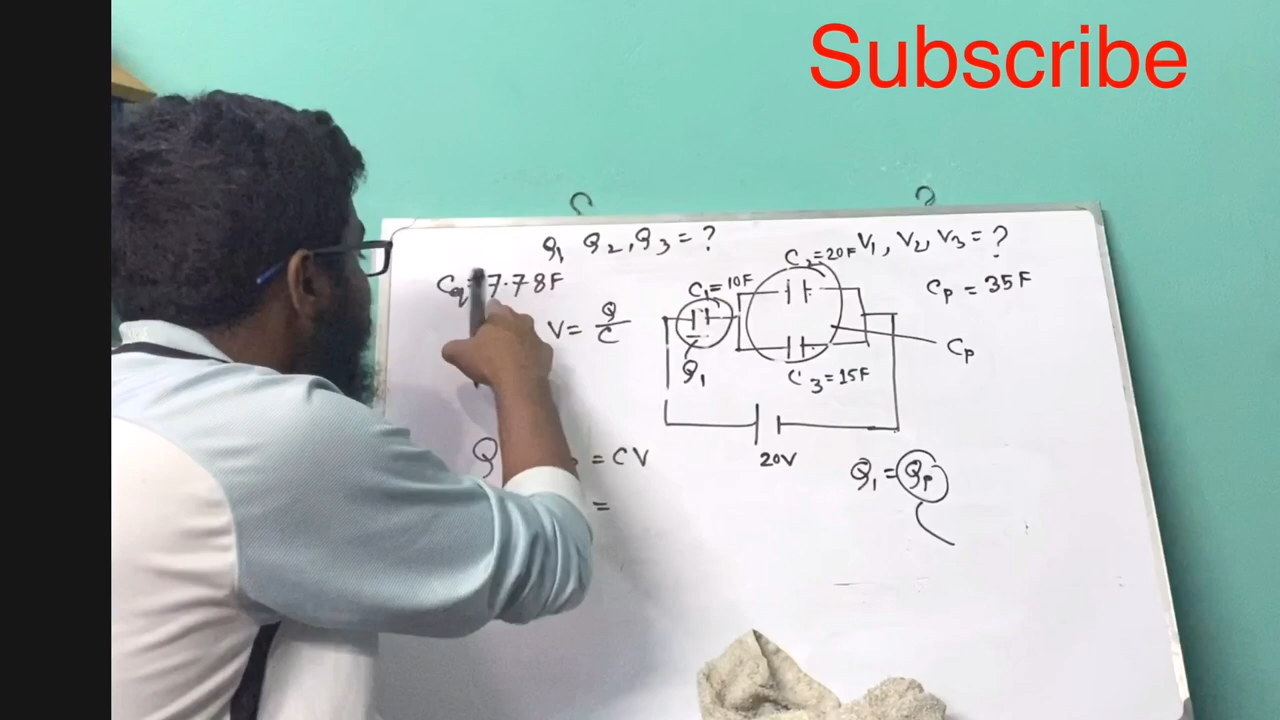 Subscribe
Q1 Q2, Q3 = ?
V1, V2, V3 = ?
C2 = 20F
Cq = 7.78F
C1 = 10F
Cp = 35F
V = Q/C
Cp
Q1
C3 = 15F
Q = CV
20V
Q1 = Qp
=